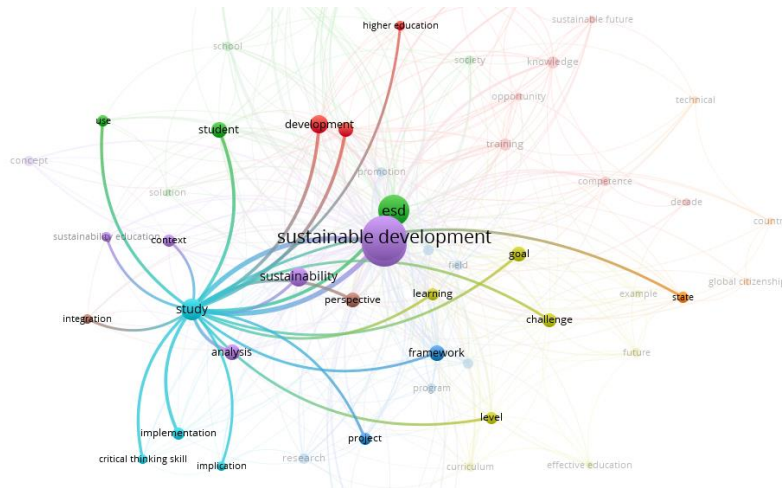 sustainable future
higher education
school
society
knowledge
opportunity
technical
use
student
development
training
concept
promotion
competence
solution
decade
esd
countr
sustainability education
context
sustainable development
goal
field
sustainability
global citizenship
perspective
learning
example
state
study
integration
challenge
analysis
framework
future
program
level
implementation
project
critical thinking skill
implication
research
curriculum
effective education